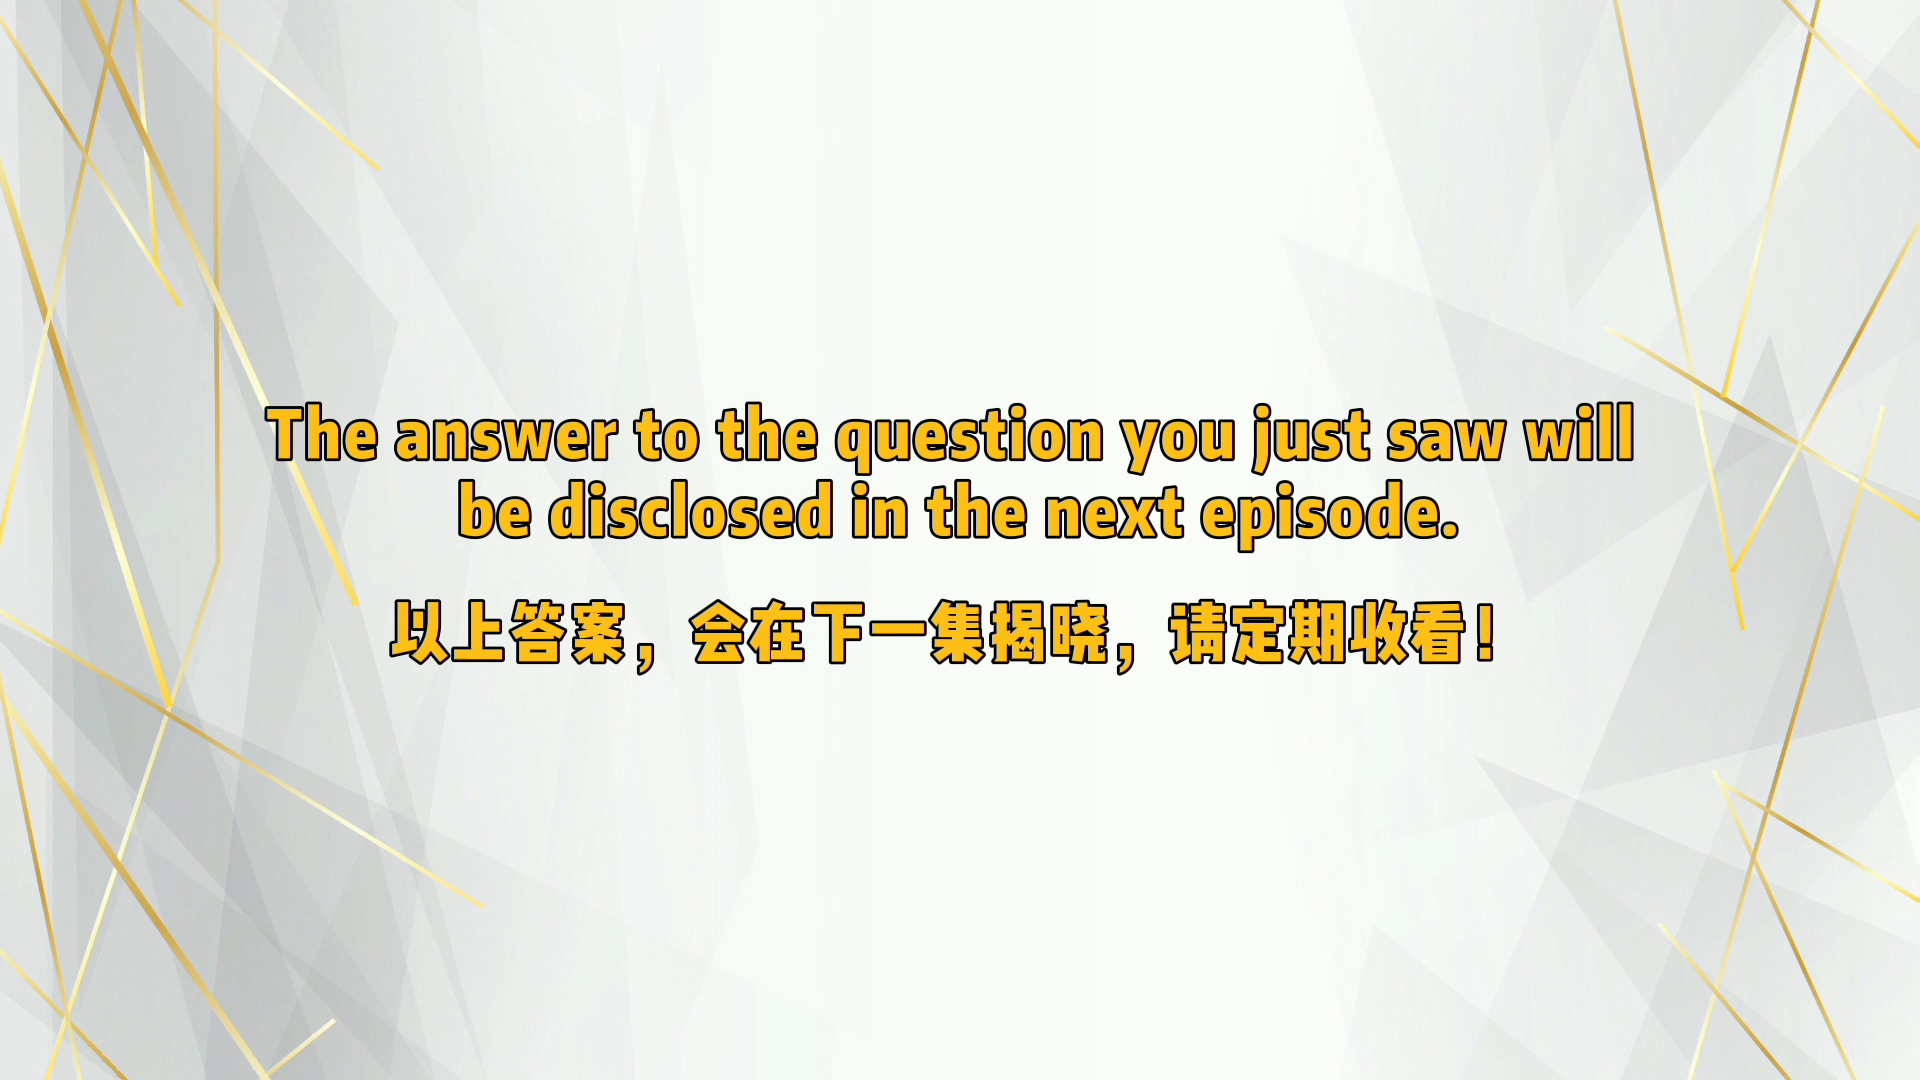 The answer to the question you just saw will
be disclosed in the next episode.
以上答案，会在下一集揭晓，请定期收看！